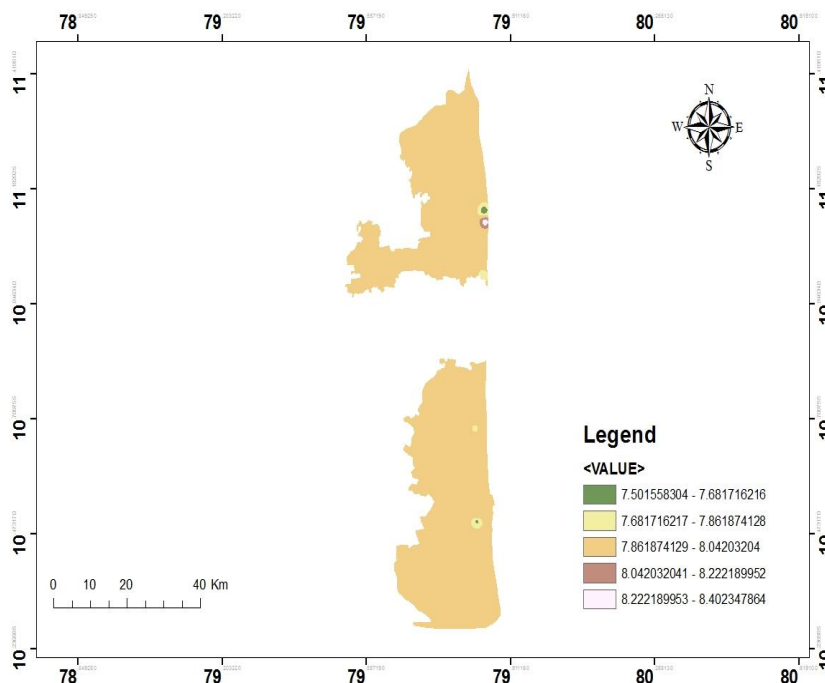 78 79 79 79 80 80
11 11
N
W E
S
11 11
10 10
10 10
Legend
<VALUE>
7.501558304 - 7.681716216
7.681716217 - 7.861874128
10 10
7.861874129 - 8.04203204
8.042032041 - 8.222189952
0 10 20 40 Km
8.222189953 - 8.402347864
10 10
78 79 79 79 80 80